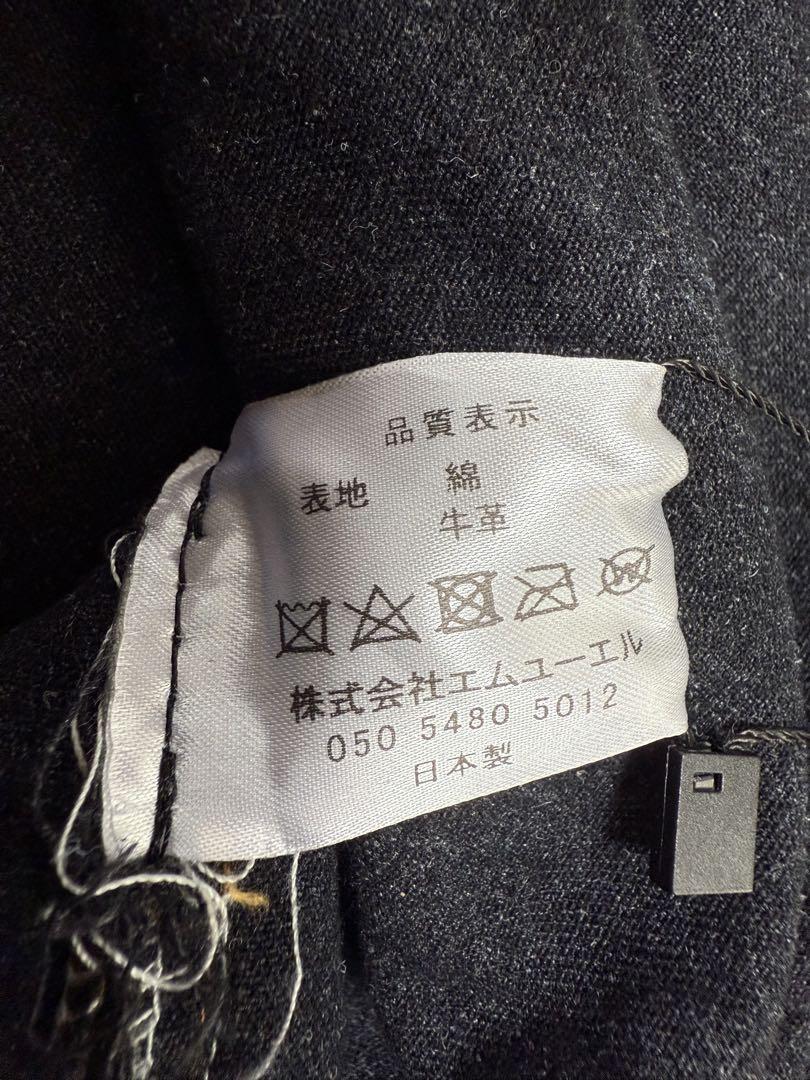 品質表示
表地 綿
牛革
株式会社エムユーエル
050 5480 5012
日本製